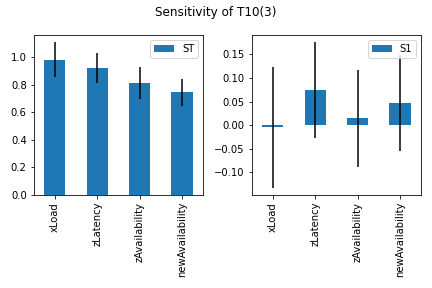 Sensitivity of T10(3)
ST
1.0
0.8
0.6
0.4
0.2
0.0
xLoad
zLatency
zAvailability
newAvailability
S1
0.15
0.10
0.05
0.00
−0.05
−0.10
xLoad
zLatency
zAvailability
newAvailability